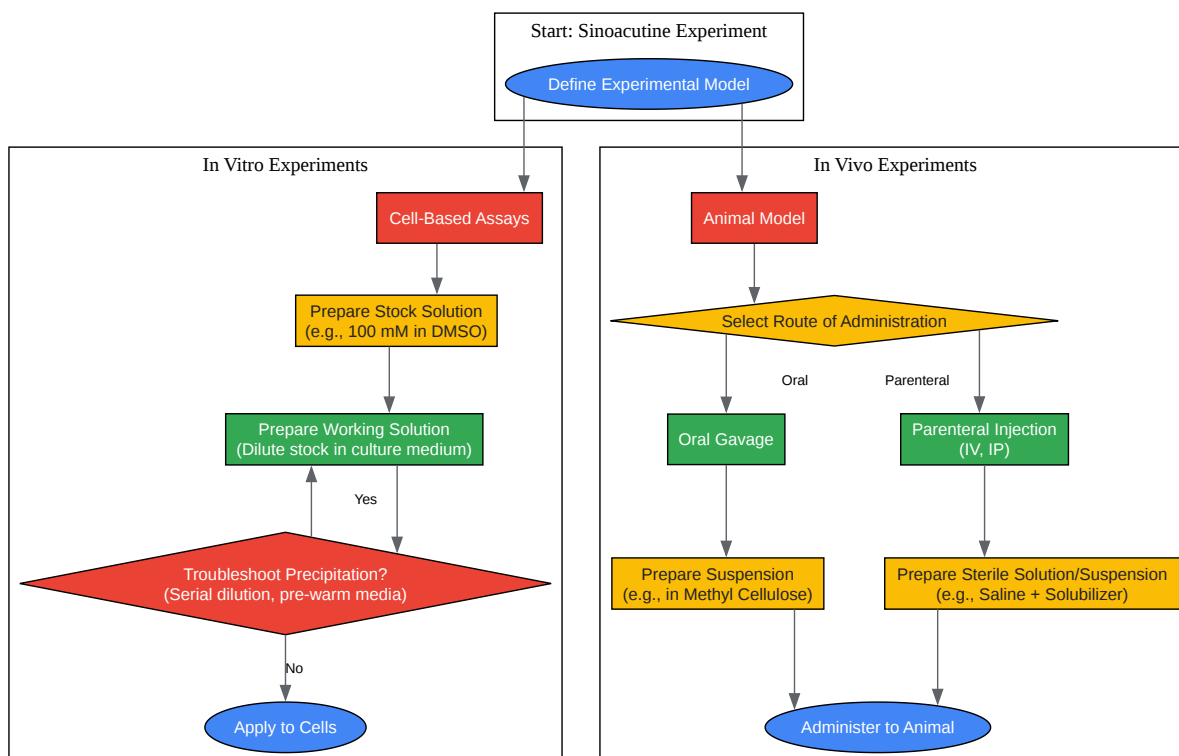 Start: Sinoacutine Experiment
Define Experimental Model
In Vitro Experiments
Cell-Based Assays
Prepare Stock Solution
(e.g., 100 mM in DMSO)
Prepare Working Solution
(Dilute stock in culture medium)
Yes
Troubleshoot Precipitation?
(Serial dilution, pre-warm media)
No
Apply to Cells
In Vivo Experiments
Animal Model
Select Route of Administration
Oral
Parenteral
Oral Gavage
Parenteral Injection
(IV, IP)
Prepare Suspension
(e.g., in Methyl Cellulose)
Prepare Sterile Solution/Suspension
(e.g., Saline + Solubilizer)
Administer to Animal